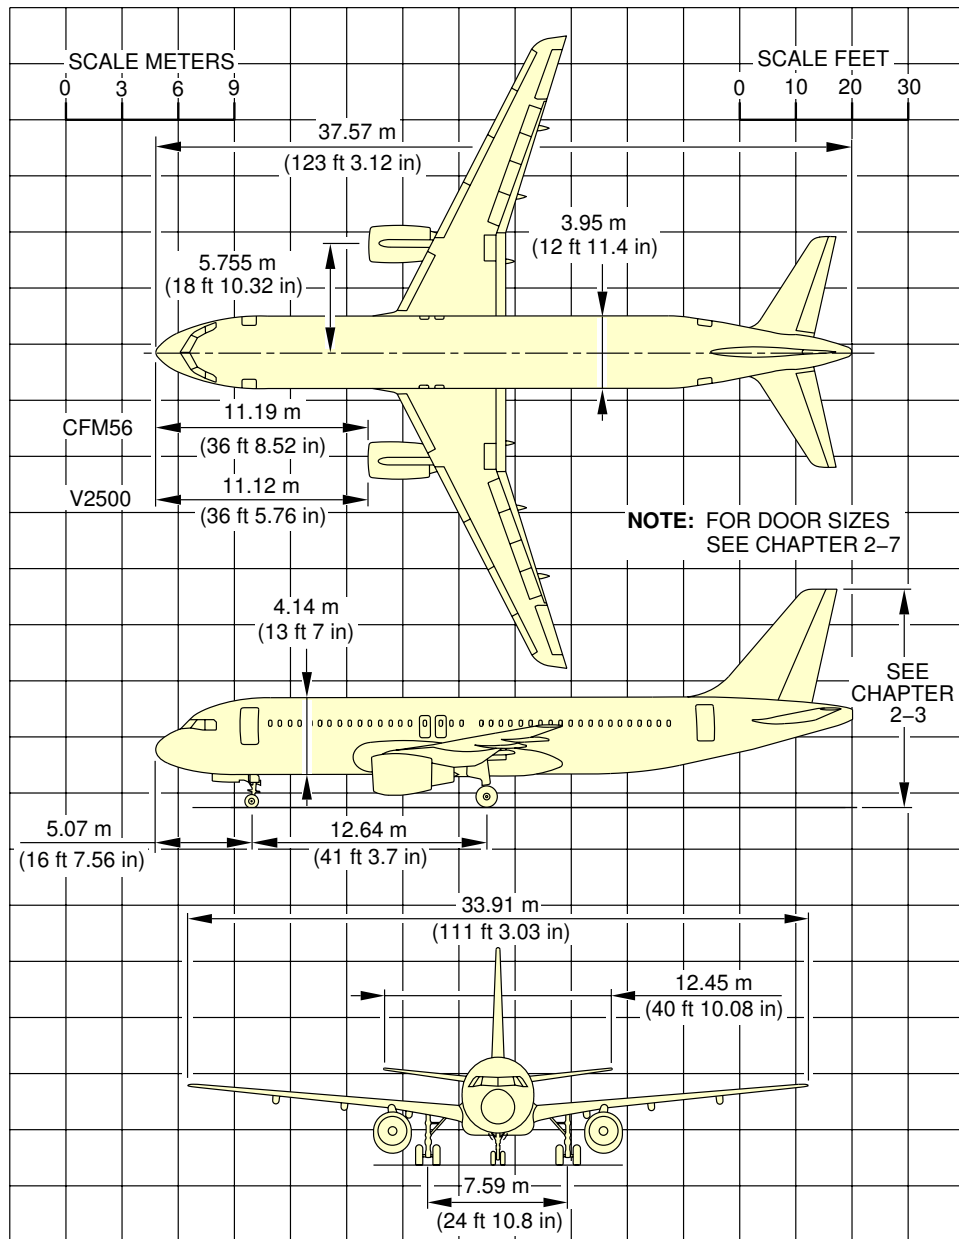 SCALE METERS
0 3 6 9
SCALE FEET
0 10 20 30
37.57 m
(123 ft 3.12 in)
3.95 m
(12 ft 11.4 in)
5.755 m
(18 ft 10.32 in)
CFM56
11.19 m
(36 ft 8.52 in)
V2500
11.12 m
(36 ft 5.76 in)
NOTE: FOR DOOR SIZES
SEE CHAPTER 2–7
4.14 m
(13 ft 7 in)
SEE
CHAPTER
2–3
5.07 m
(16 ft 7.56 in)
12.64 m
(41 ft 3.7 in)
33.91 m
(111 ft 3.03 in)
12.45 m
(40 ft 10.08 in)
7.59 m
(24 ft 10.8 in)